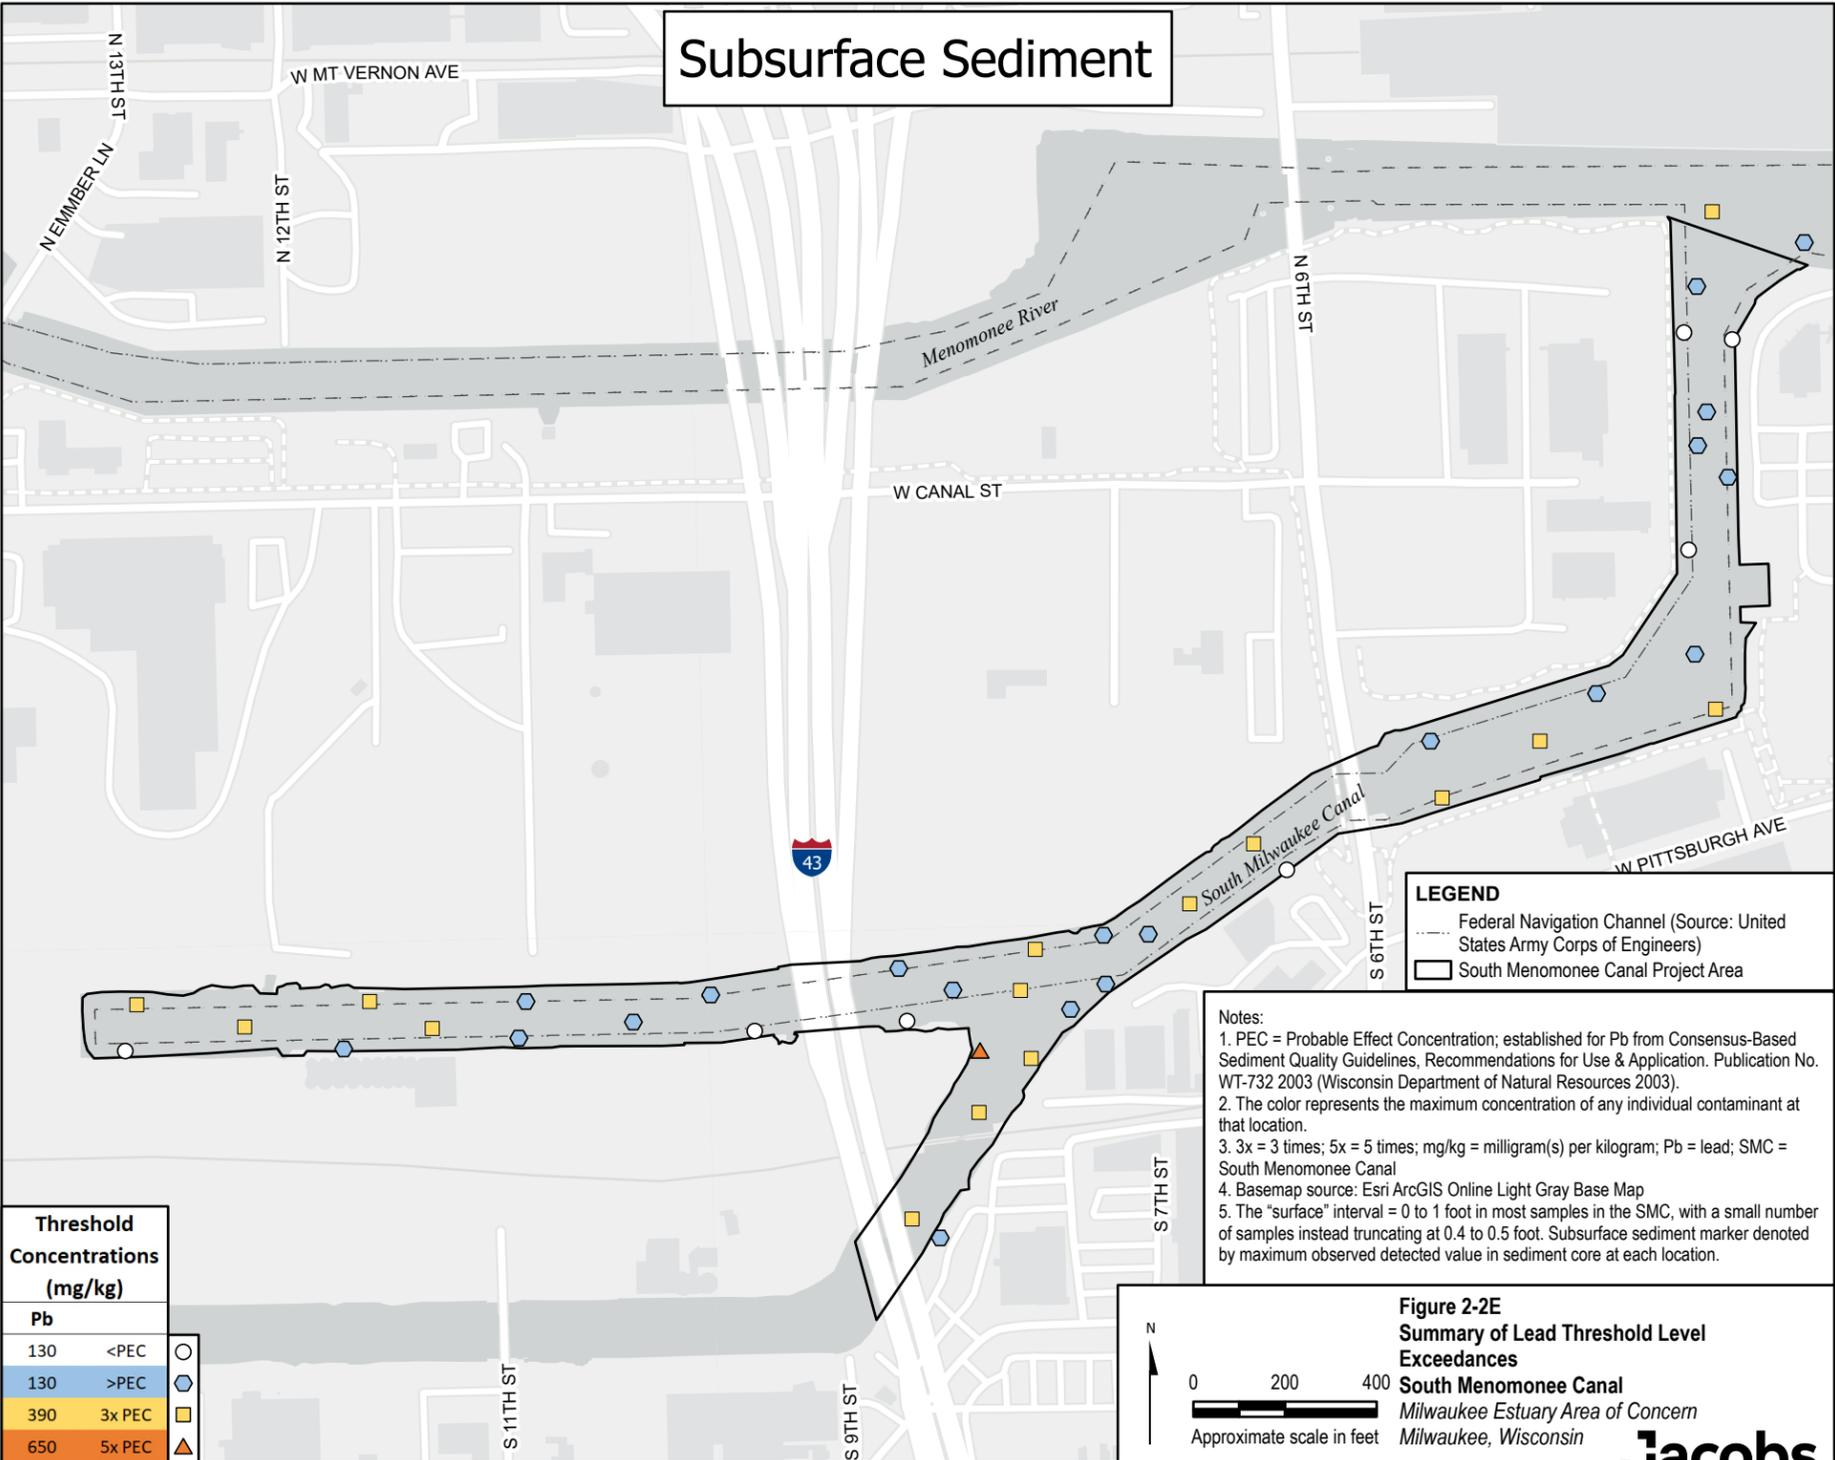 Subsurface Sediment
N 13TH ST
W MT VERNON AVE
N EMMBER LN
N 12TH ST
N 6TH ST
Menomonee River
W CANAL ST
43
South Milwaukee Canal
W PITTSBURGH AVE
S 6TH ST
S 7TH ST
S 11TH ST
S 9TH ST
LEGEND
Federal Navigation Channel (Source: United
States Army Corps of Engineers)
South Menomonee Canal Project Area
Notes:
1. PEC = Probable Effect Concentration; established for Pb from Consensus-Based
Sediment Quality Guidelines, Recommendations for Use & Application. Publication No.
WT-732 2003 (Wisconsin Department of Natural Resources 2003).
2. The color represents the maximum concentration of any individual contaminant at
that location.
3. 3x = 3 times; 5x = 5 times; mg/kg = milligram(s) per kilogram; Pb = lead; SMC =
South Menomonee Canal
4. Basemap source: Esri ArcGIS Online Light Gray Base Map
5. The “surface” interval = 0 to 1 foot in most samples in the SMC, with a small number
of samples instead truncating at 0.4 to 0.5 foot. Subsurface sediment marker denoted
by maximum observed detected value in sediment core at each location.
Threshold
Concentrations
(mg/kg)
Pb
130 <PEC
130 >PEC
390 3x PEC
650 5x PEC
N
0 200 400
Approximate scale in feet
Figure 2-2E
Summary of Lead Threshold Level
Exceedances
South Menomonee Canal
Milwaukee Estuary Area of Concern
Milwaukee, Wisconsin
Jacobs